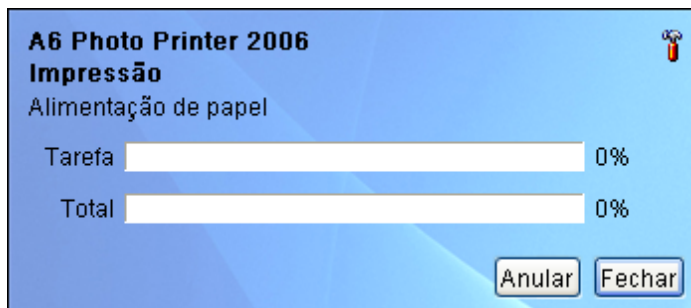 A6 Photo Printer 2006
Impressão
Alimentação de papel
Tarefa 0%
Total 0%
Anular Fechar